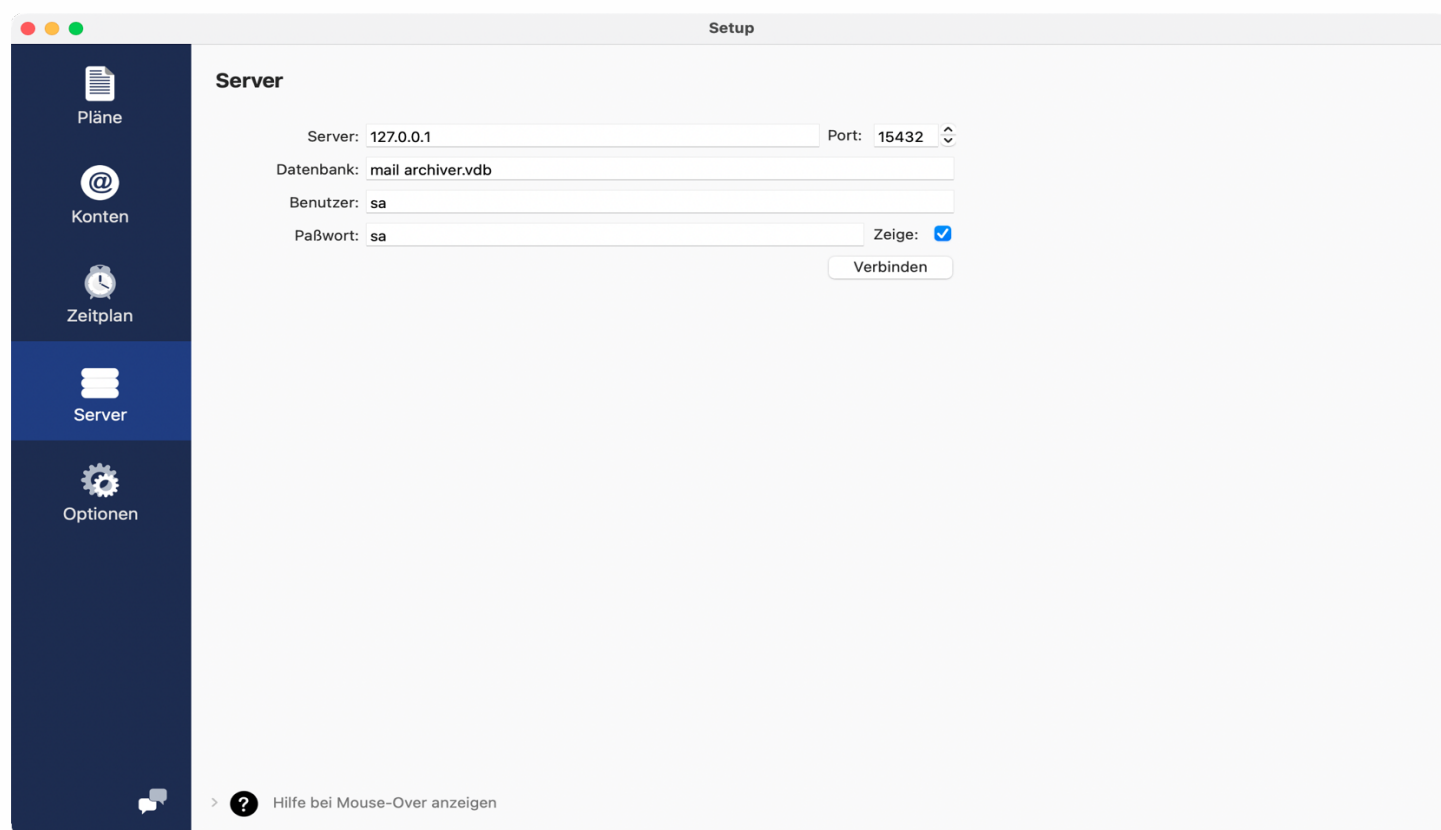 Setup
Pläne
Konten
Zeitplan
Server
Optionen
Server
Server: 127.0.0.1 Port: 15432
Datenbank: mail archiver.vdb
Benutzer: sa
Paßwort: sa Zeige:
Verbinden
Hilfe bei Mouse-Over anzeigen